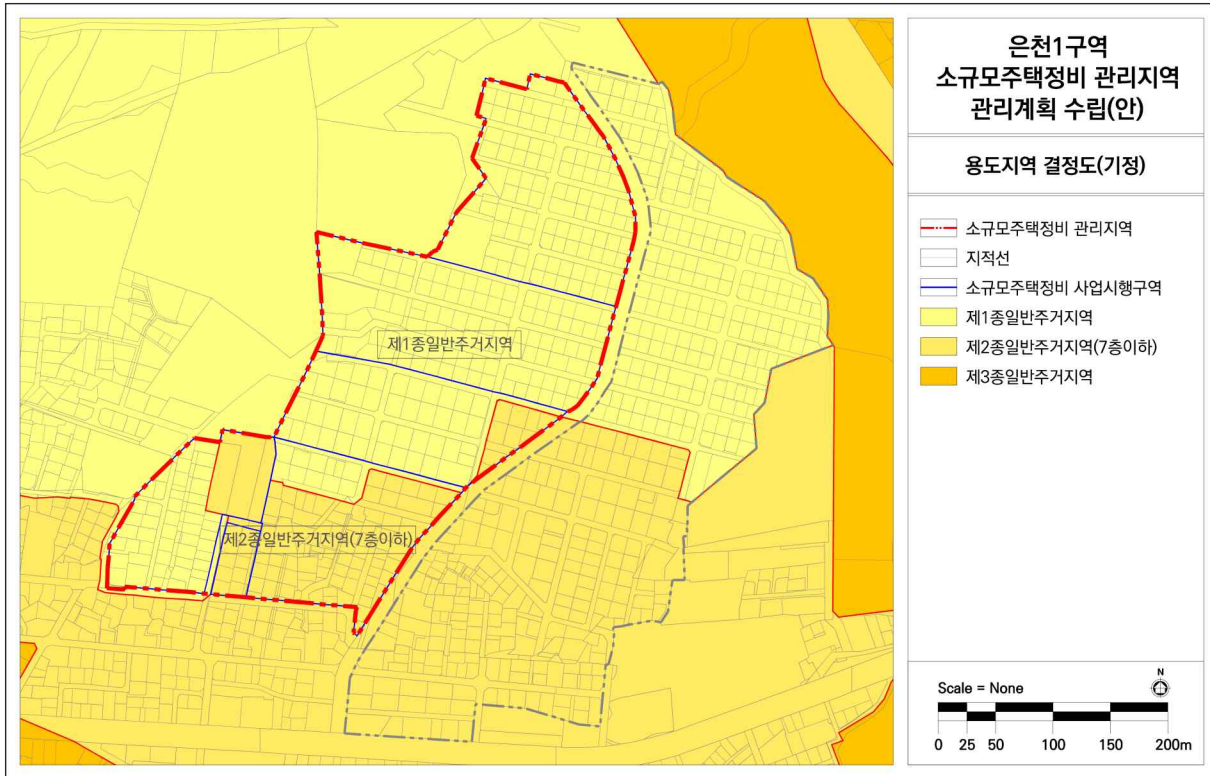 은천1구역
소규모주택정비 관리지역
관리계획 수립(안)
용도지역 결정도(기정)
소규모주택정비 관리지역
지적선
소규모주택정비 사업시행구역
제1종일반주거지역
제2종일반주거지역(7층이하)
제3종일반주거지역
제1종일반주거지역
제2종일반주거지역(7층이하)
Scale = None
N
0 25 50 100 150 200m